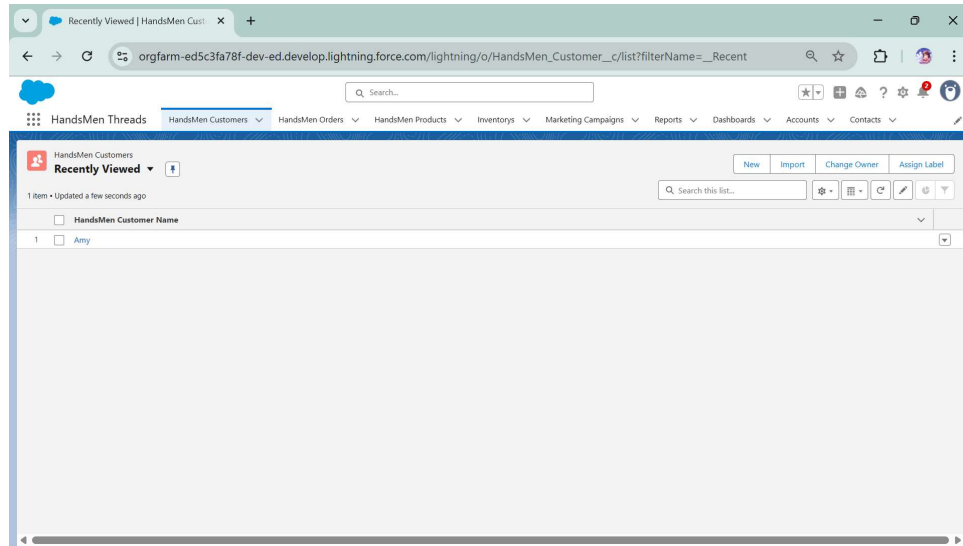 Recently Viewed | HandsMen Cust
orgfarm-ed5c3fa78f-dev-ed.develop.lightning.force.com/lightning/o/HandsMen_Customer__c/list?filterName=__Recent
Search...
2
HandsMen Threads HandsMen Customers HandsMen Orders HandsMen Products Inventorys Marketing Campaigns Reports Dashboards Accounts Contacts
HandsMen Customers
Recently Viewed
New Import Change Owner Assign Label
1 item • Updated a few seconds ago
Search this list...
HandsMen Customer Name
1 Amy